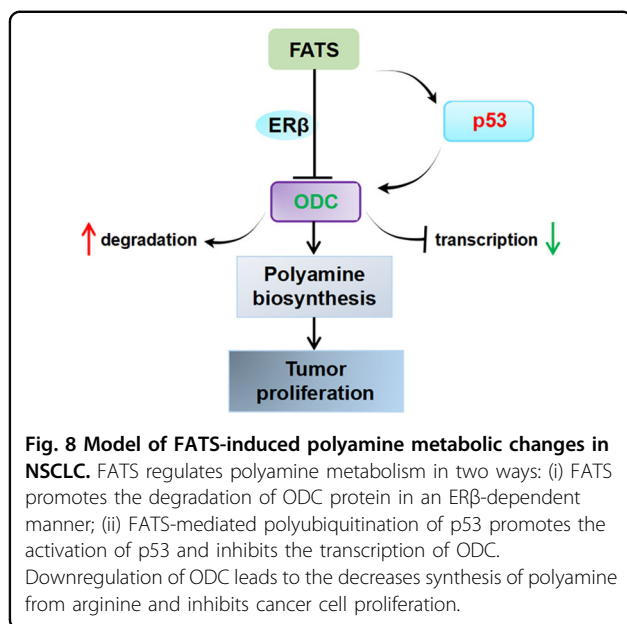 FATS
ERβ
p53
ODC
degradation
transcription
Polyamine
biosynthesis
Tumor
proliferation
Fig. 8 Model of FATS-induced polyamine metabolic changes in
NSCLC. FATS regulates polyamine metabolism in two ways: (i) FATS
promotes the degradation of ODC protein in an ERβ-dependent
manner; (ii) FATS-mediated polyubiquitination of p53 promotes the
activation of p53 and inhibits the transcription of ODC.
Downregulation of ODC leads to the decreases synthesis of polyamine
from arginine and inhibits cancer cell proliferation.